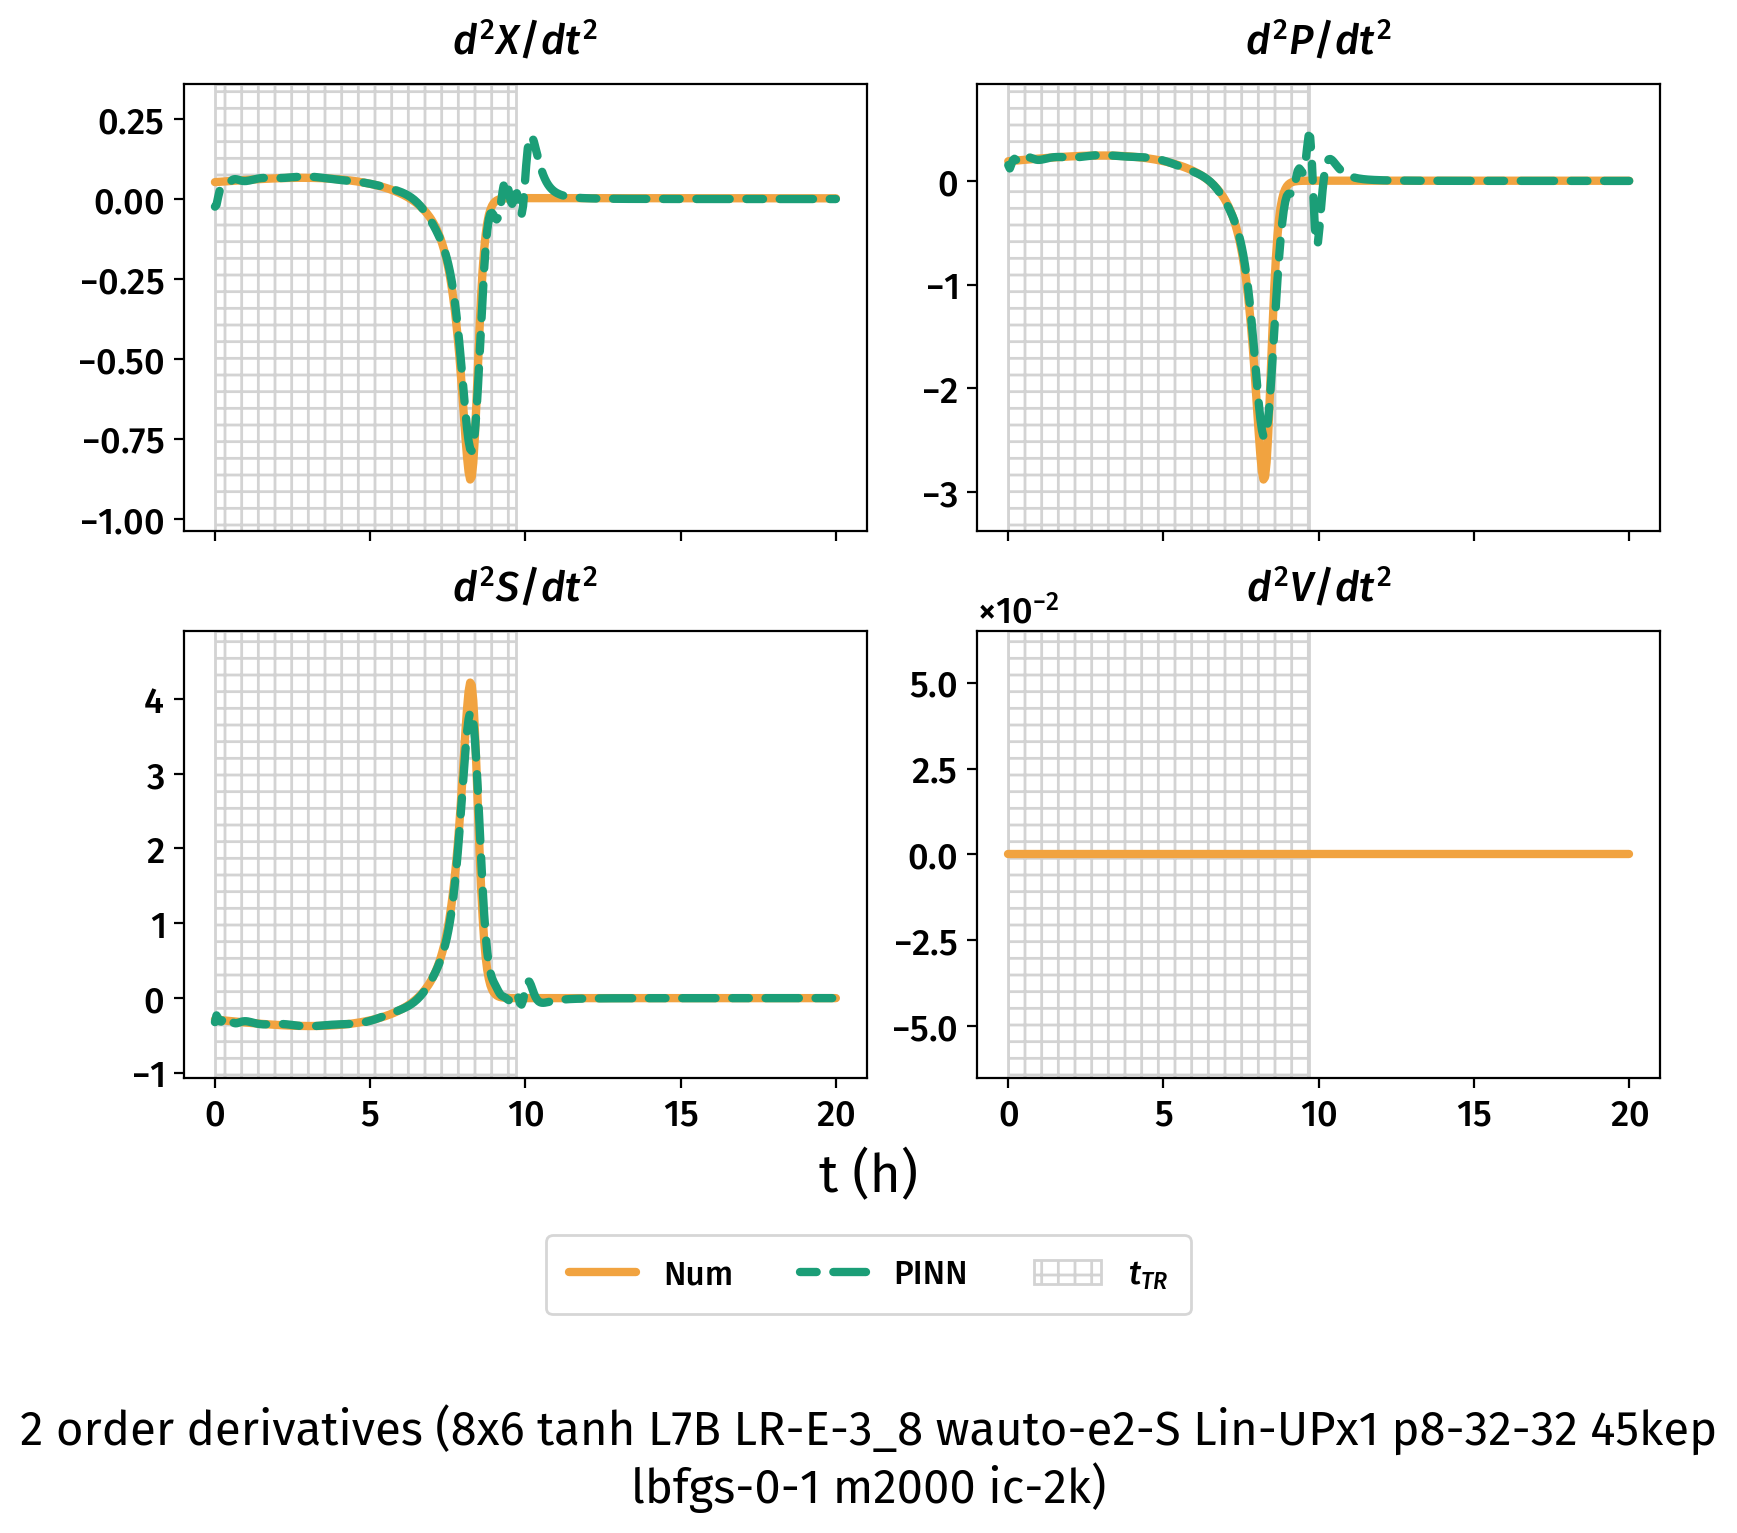 d²X/dt²
d²P/dt²
0.25
0.00
−0.25
−0.50
−0.75
−1.00
0
−1
−2
−3
d²S/dt²
d²V/dt²
×10⁻²
4
3
2
1
0
−1
5.0
2.5
0.0
−2.5
−5.0
0 5 10 15 20
0 5 10 15 20
t (h)
Num PINN t_TR
2 order derivatives (8x6 tanh L7B LR-E-3_8 wauto-e2-S Lin-UPx1 p8-32-32 45kep
lbfgs-0-1 m2000 ic-2k)